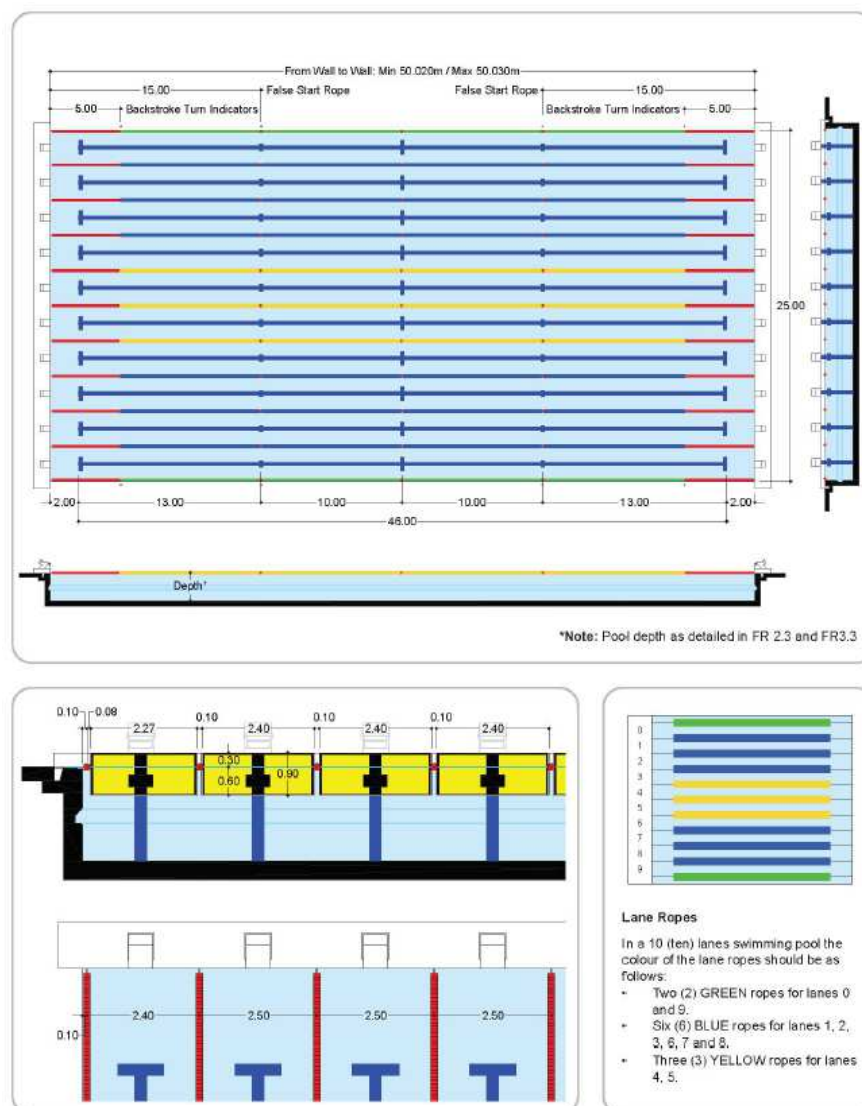 From Wall to Wall: Min 50.020m / Max 50.030m
15.00 False Start Rope False Start Rope 15.00
5.00 Backstroke Turn Indicators Backstroke Turn Indicators 5.00
25.00
2.00 13.00 10.00 10.00 13.00 2.00
46.00
Depth*
*Note: Pool depth as detailed in FR 2.3 and FR3.3
0.10 0.08 2.27 0.10 2.40 0.10 2.40 0.10 2.40
0.30
0.60 0.90
2.40 2.50 2.50 2.50
0.10
0
1
2
3
4
5
6
7
8
9
Lane Ropes
In a 10 (ten) lanes swimming pool the
colour of the lane ropes should be as
follows:
• Two (2) GREEN ropes for lanes 0
and 9.
• Six (6) BLUE ropes for lanes 1, 2,
3, 6, 7 and 8.
• Three (3) YELLOW ropes for lanes
4, 5.